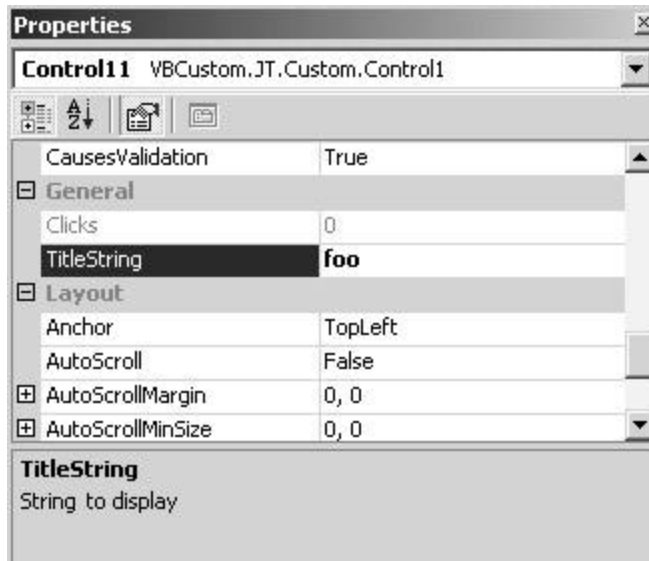 Properties
Control11 VBCustom.JT.Custom.Control1
CausesValidation True
General
Clicks 0
TitleString foo
Layout
Anchor TopLeft
AutoScroll False
AutoScrollMargin 0, 0
AutoScrollMinSize 0, 0
TitleString
String to display